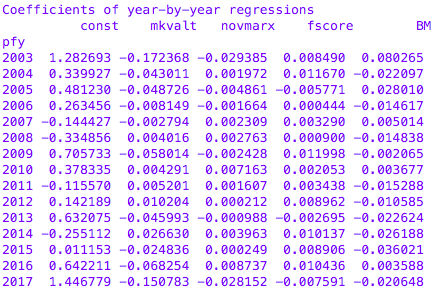 Coefficients of year-by-year regressions
const mkvalt novmarx fscore BM
pfy
2003 1.282693 -0.172368 -0.029385 0.008490 0.080265
2004 0.339927 -0.043011 0.001972 0.011670 -0.022097
2005 0.481230 -0.048726 -0.004861 -0.005771 0.028010
2006 0.263456 -0.008149 -0.001664 0.000444 -0.014617
2007 -0.144427 -0.002794 0.002309 0.003290 0.005014
2008 -0.334856 0.004016 0.002763 0.000900 -0.014838
2009 0.705733 -0.058014 -0.002428 0.011998 -0.002065
2010 0.378335 0.004291 0.007163 0.002053 0.003677
2011 -0.115570 0.005201 0.001607 0.003438 -0.015288
2012 0.142189 0.010204 0.000212 0.008962 -0.010585
2013 0.632075 -0.045993 -0.000988 -0.002695 -0.022624
2014 -0.255112 0.026630 0.003963 0.010137 -0.026188
2015 0.011153 -0.024836 0.000249 0.008906 -0.036021
2016 0.642211 -0.068254 0.008737 0.010436 0.003588
2017 1.446779 -0.150783 -0.028152 -0.007591 -0.020648